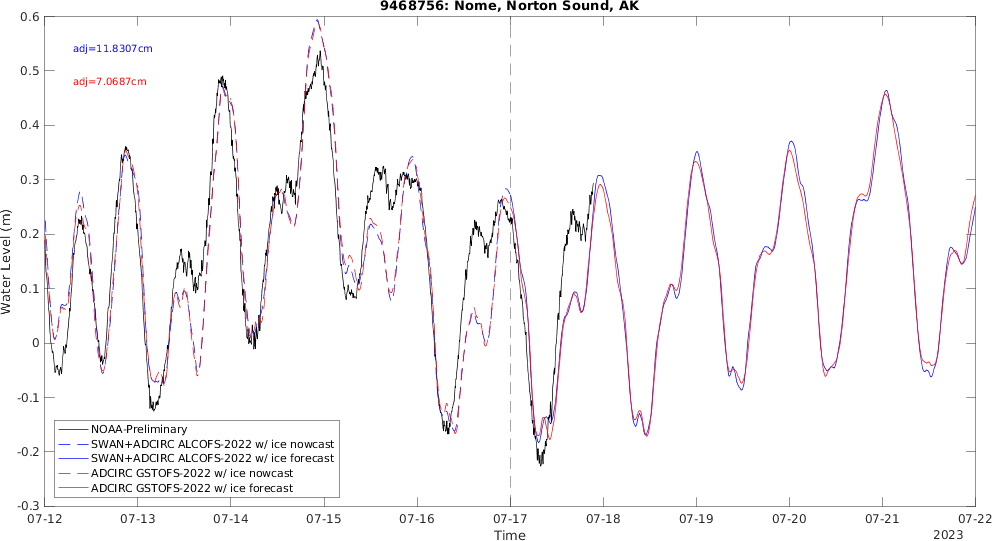 9468756: Nome, Norton Sound, AK
adj=11.8307cm
adj=7.0687cm
Water Level (m)
0.6
0.5
0.4
0.3
0.2
0.1
0
-0.1
-0.2
-0.3
NOAA-Preliminary
SWAN+ADCIRC ALCOFS-2022 w/ ice nowcast
SWAN+ADCIRC ALCOFS-2022 w/ ice forecast
ADCIRC GSTOFS-2022 w/ ice nowcast
ADCIRC GSTOFS-2022 w/ ice forecast
07-12 07-13 07-14 07-15 07-16 07-17 07-18 07-19 07-20 07-21 07-22
Time
2023